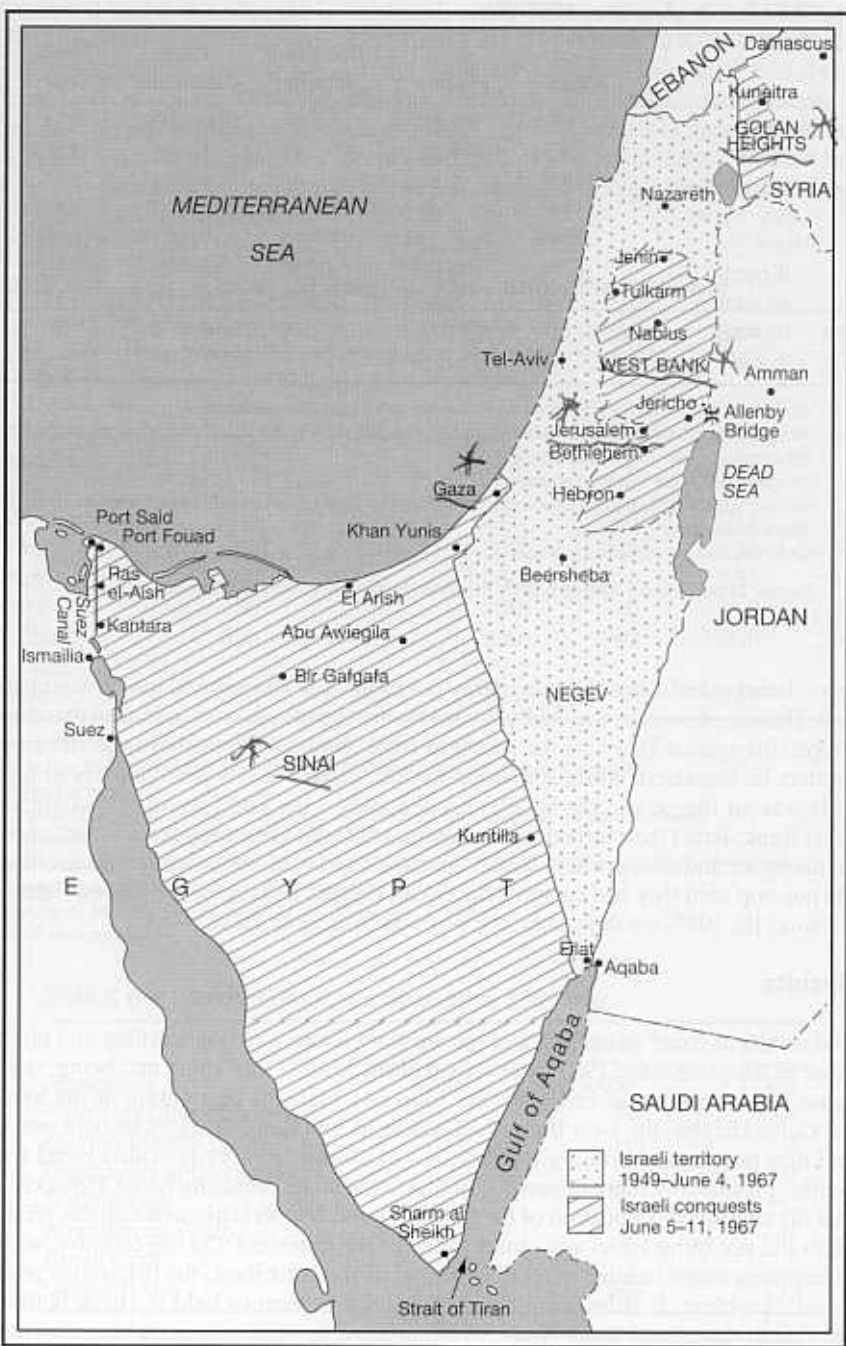 Damascus
LEBANON
Kunaitra
GOLAN
HEIGHTS
SYRIA
Nazareth
MEDITERRANEAN
SEA
Jenin
Tulkarm
Nablus
Tel-Aviv
WEST BANK
Amman
Jericho
Allenby
Bridge
Jerusalem
Bethlehem
DEAD
SEA
Gaza
Hebron
Port Said
Port Fouad
Khan Yunis
Ras
el-Aish
Beersheba
El Arish
Suez
Canal
Kantara
JORDAN
Abu Awiegila
Ismailia
Bir Gafgafa
NEGEV
Suez
SINAI
Kuntilla
EGYPT
Eilat
Aqaba
Gulf of Aqaba
SAUDI ARABIA
Israeli territory
1949–June 4, 1967
Israeli conquests
June 5–11, 1967
Sharm al
Sheikh
Strait of Tiran